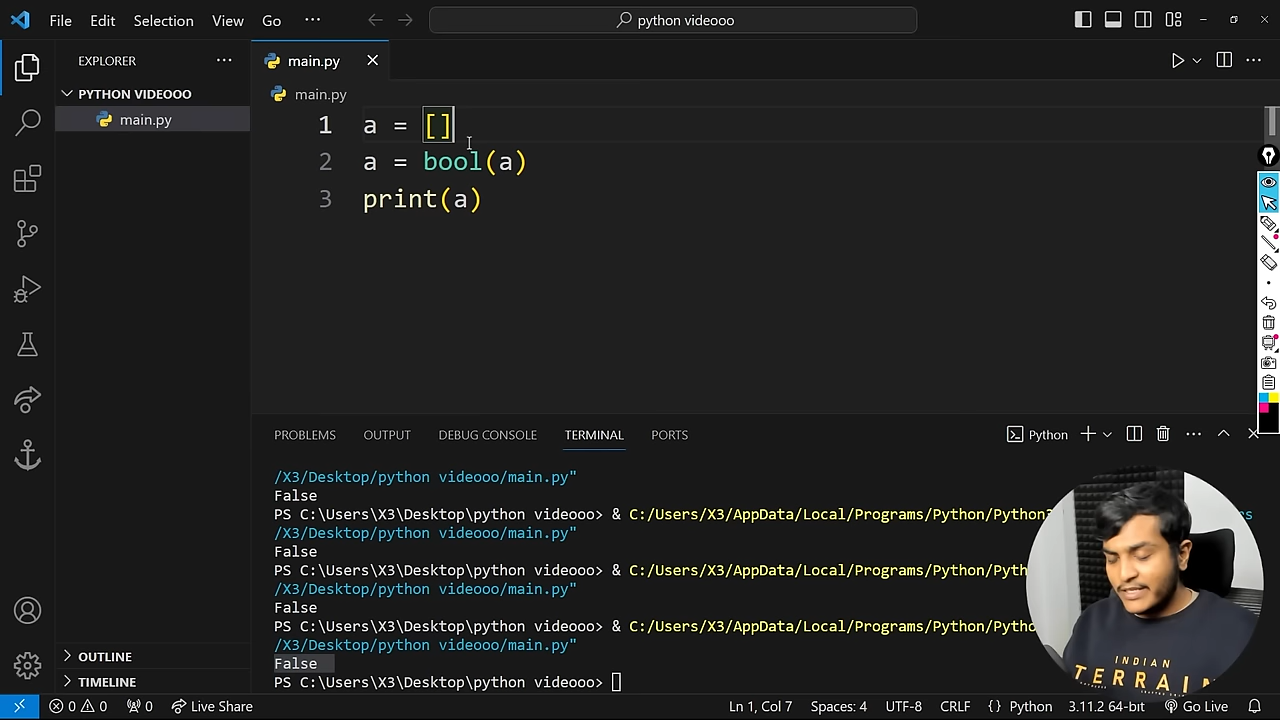 File Edit Selection View Go ··· python videooo
EXPLORER ···
PYTHON VIDEOOO
main.py
main.py
main.py
1 a = []
2 a = bool(a)
3 print(a)
PROBLEMS OUTPUT DEBUG CONSOLE TERMINAL PORTS Python
/X3/Desktop/python videooo/main.py"
False
PS C:\Users\X3\Desktop\python videooo> & C:/Users/X3/AppData/Local/Programs/Python/Python3 es
/X3/Desktop/python videooo/main.py"
False
PS C:\Users\X3\Desktop\python videooo> & C:/Users/X3/AppData/Local/Programs/Pyth
/X3/Desktop/python videooo/main.py"
False
PS C:\Users\X3\Desktop\python videooo> & C:/Users/X3/AppData/Local/Programs/Pytho
/X3/Desktop/python videooo/main.py"
False
PS C:\Users\X3\Desktop\python videooo>
INDIAN
TERRAIN
OUTLINE
TIMELINE
0 0 0 Live Share Ln 1, Col 7 Spaces: 4 UTF-8 CRLF {} Python 3.11.2 64-bit Go Live